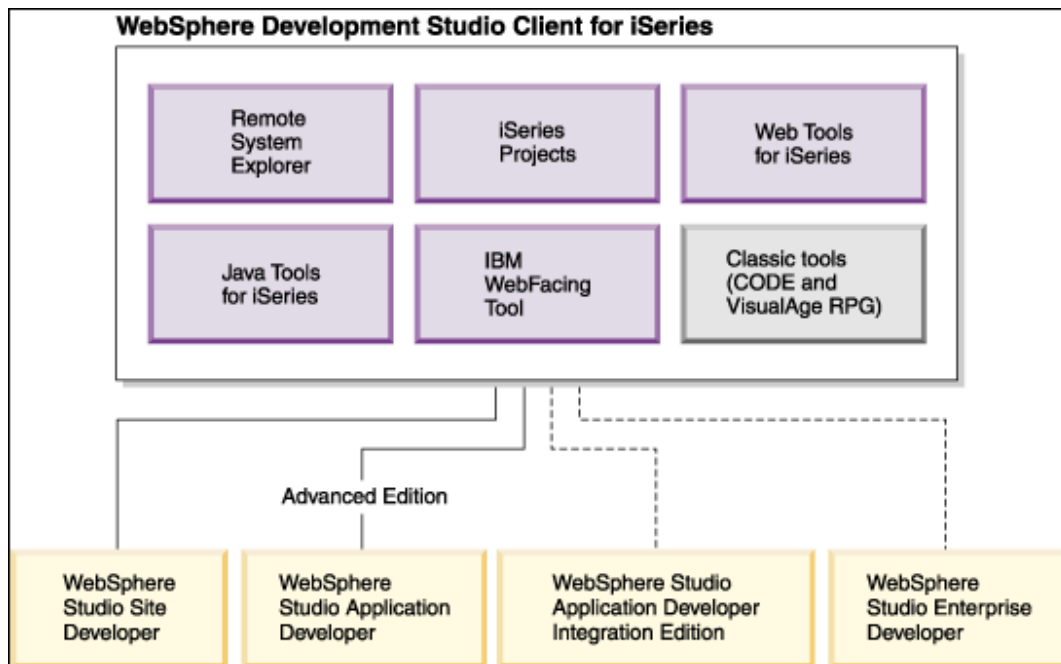 WebSphere Development Studio Client for iSeries
Remote
System
Explorer
iSeries
Projects
Web Tools
for iSeries
Java Tools
for iSeries
IBM
WebFacing
Tool
Classic tools
(CODE and
VisualAge RPG)
Advanced Edition
WebSphere
Studio Site
Developer
WebSphere
Studio Application
Developer
WebSphere Studio
Application Developer
Integration Edition
WebSphere
Studio Enterprise
Developer